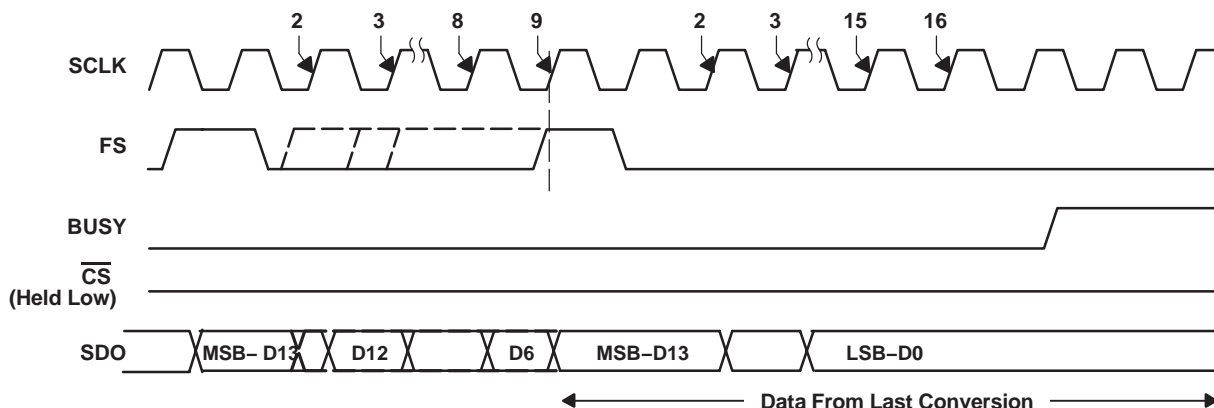 2 3 8 9 2 3 15 16
SCLK
FS
BUSY
CS
(Held Low)
SDO MSB– D13 D12 D6 MSB–D13 LSB–D0
Data From Last Conversion